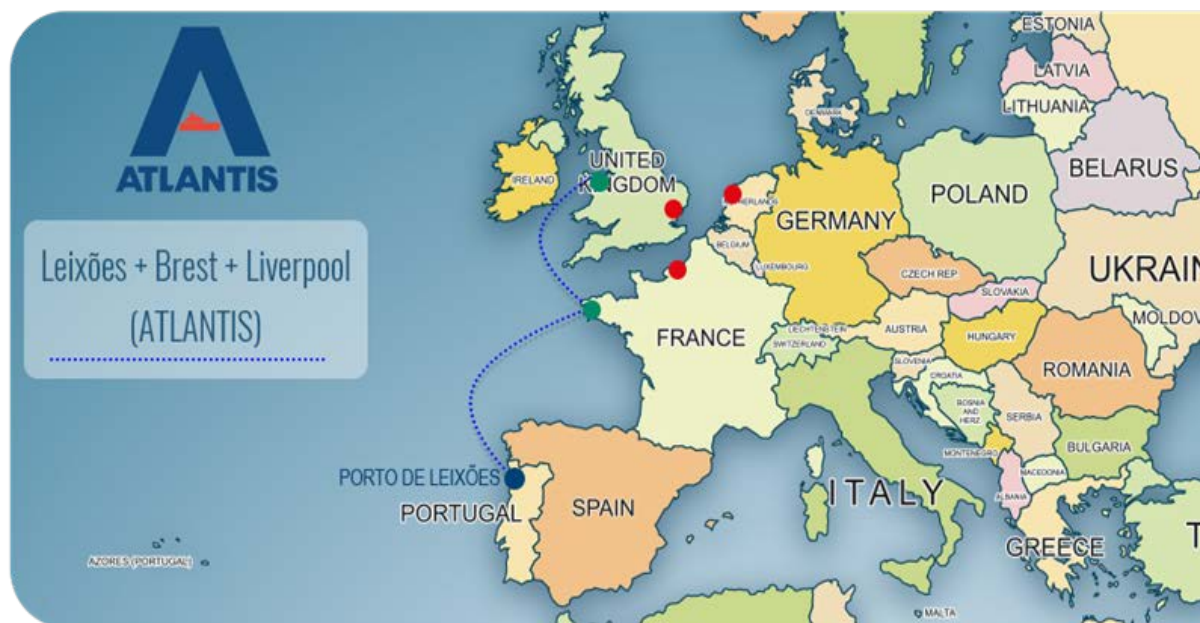 ATLANTIS
Leixões + Brest + Liverpool
(ATLANTIS)
PORTO DE LEIXÕES
PORTUGAL
AZORES (PORTUGAL)
SPAIN
FRANCE
IRELAND
UNITED
KINGDOM
DENMARK
BELGIUM
LUXEMBOURG
GERMANY
POLAND
ESTONIA
LATVIA
LITHUANIA
BELARUS
CZECH REP
SLOVAKIA
UKRAIN
MOLDOV
LIECHTENSTEIN
SWITZERLAND
AUSTRIA
HUNGARY
SLOVENIA
CROATIA
ROMANIA
BOSNIA
AND
HERZ
SERBIA
MONTENEGRO
BULGARIA
MACEDONIA
ALBANIA
ITALY
GREECE
T
MALTA